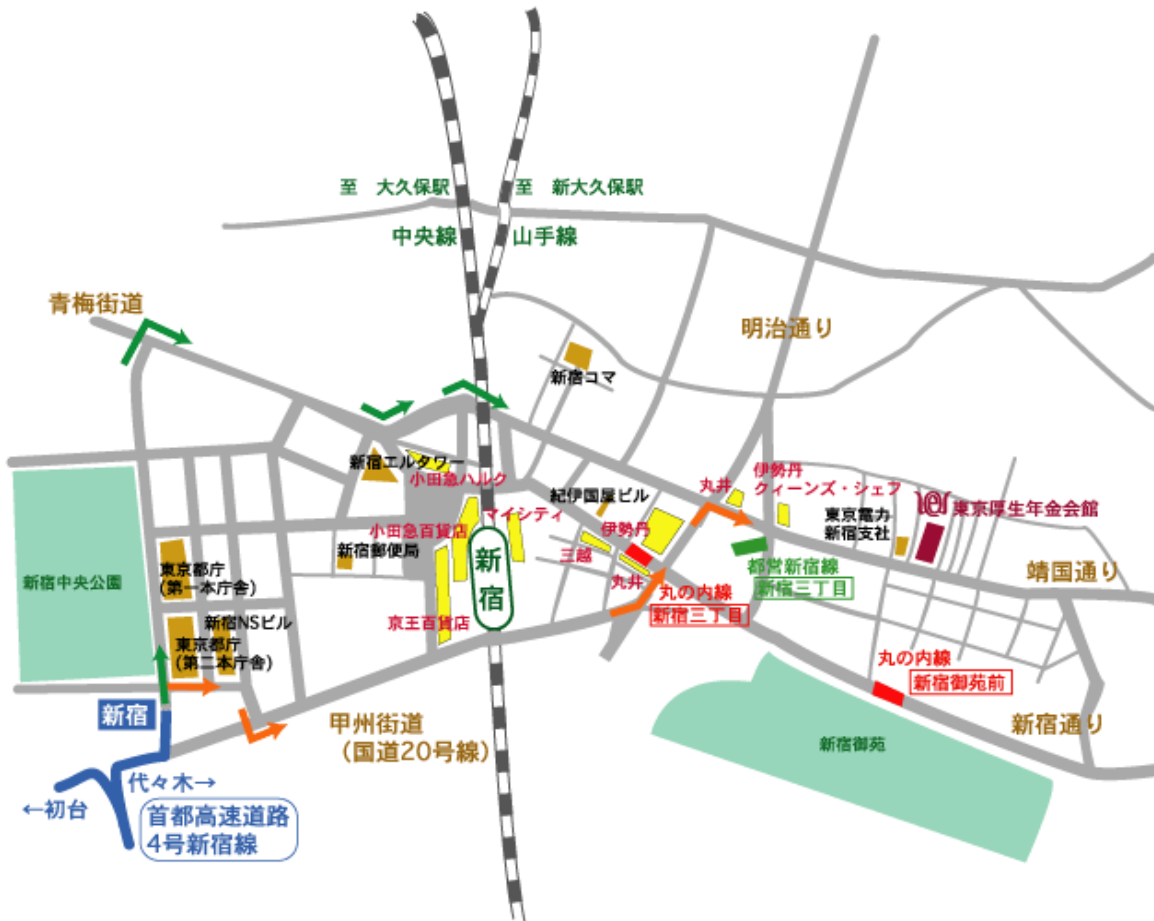 至 大久保駅
至 新大久保駅
中央線
山手線
青梅街道
明治通り
新宿コマ
新宿エルタワー
小田急ハルク
紀伊国屋ビル
丸井
伊勢丹
クィーンズ・シェフ
東京厚生年金会館
マイシティ
小田急百貨店
伊勢丹
東京電力
新宿支社
新宿郵便局
三越
都営新宿線
新宿三丁目
靖国通り
新宿
新宿中央公園
東京都庁
(第一本庁舎)
丸井
丸の内線
新宿三丁目
新宿NSビル
京王百貨店
東京都庁
(第二本庁舎)
丸の内線
新宿御苑前
新宿
甲州街道
(国道20号線)
新宿御苑
新宿通り
代々木→
←初台
首都高速道路
4号新宿線